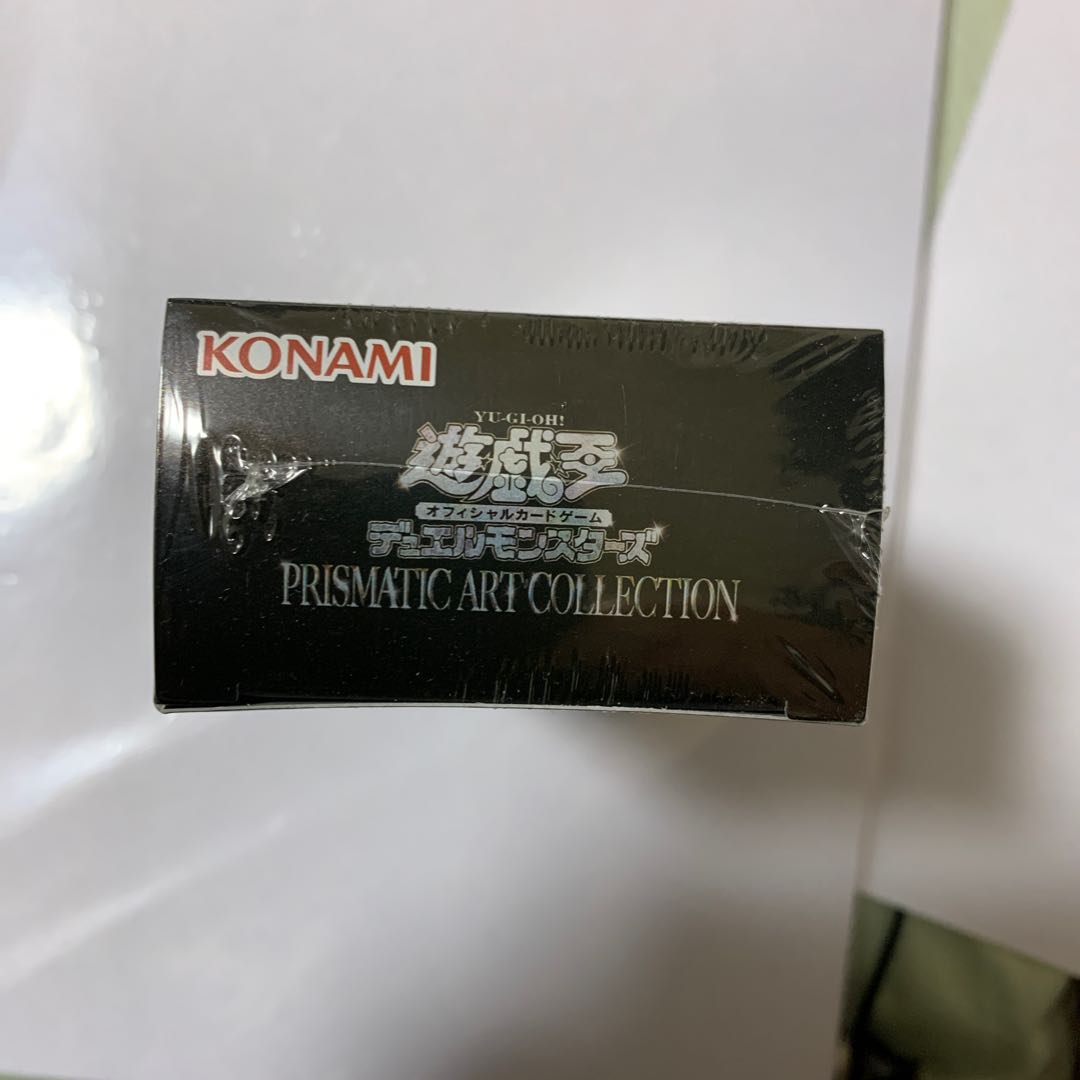 KONAMI
YU-GI-OH!
遊戯王
オフィシャルカードゲーム
デュエルモンスターズ
PRISMATIC ART COLLECTION